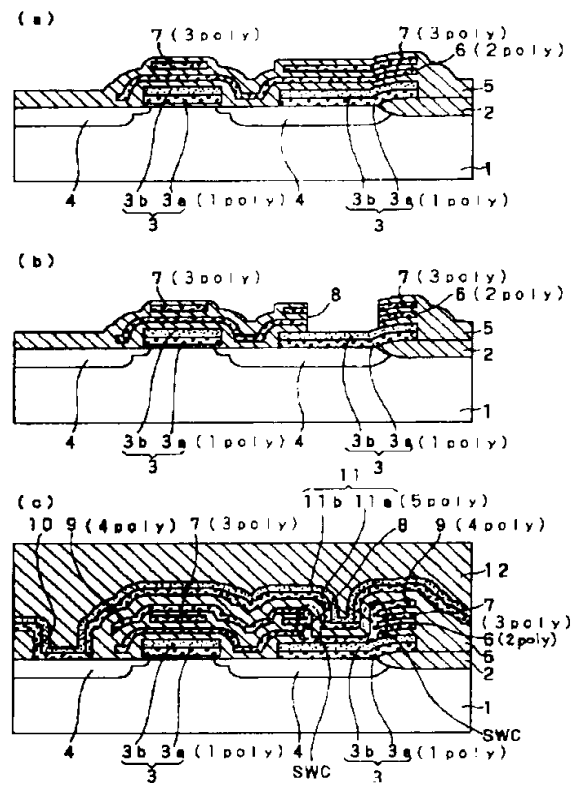 (a)
7 (3poly)
7 (3poly)
6 (2poly)
5
2
1
4
3b 3a (1poly)
3
4
3b 3a (1poly)
3
(b)
7 (3poly)
7 (3poly)
6 (2poly)
8
5
2
1
4
3b 3a (1poly)
3
4
3b 3a (1poly)
3
(c)
11
11b 11a (5poly)
10 9 (4poly) 7 (3poly)
8 9 (4poly)
12
7
(3poly)
6 (2poly)
6
2
1
SWC
4
3b 3a (1poly)
3
SWC
4
3b 3a (1poly)
3